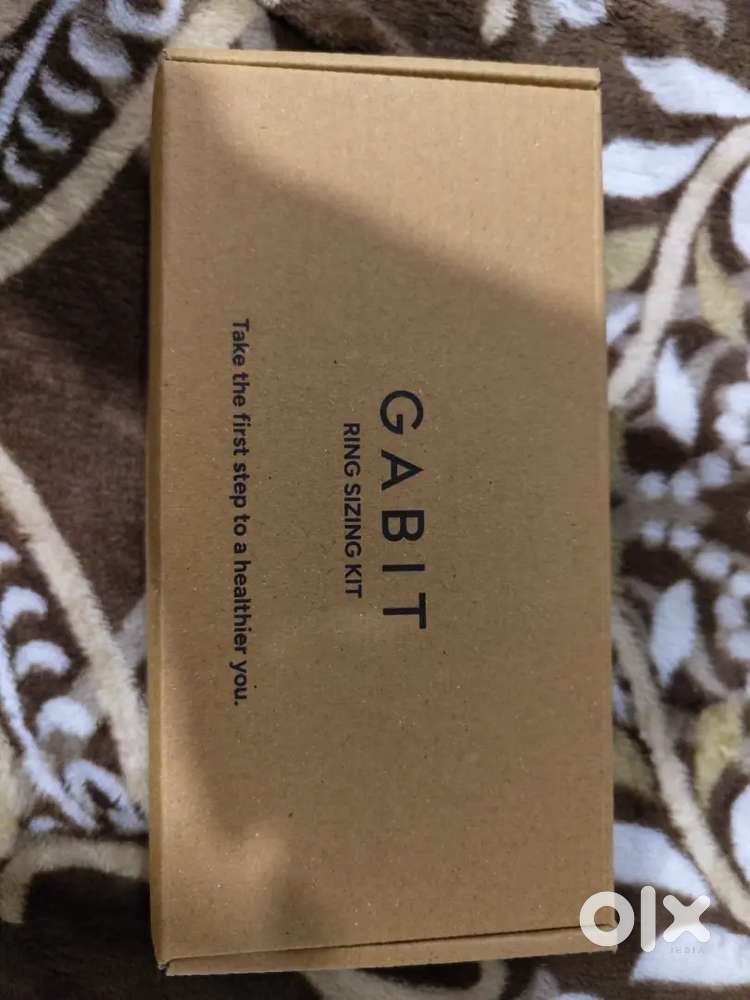 GABIT
RING SIZING KIT
Take the first step to a healthier you.
olx
INDIA